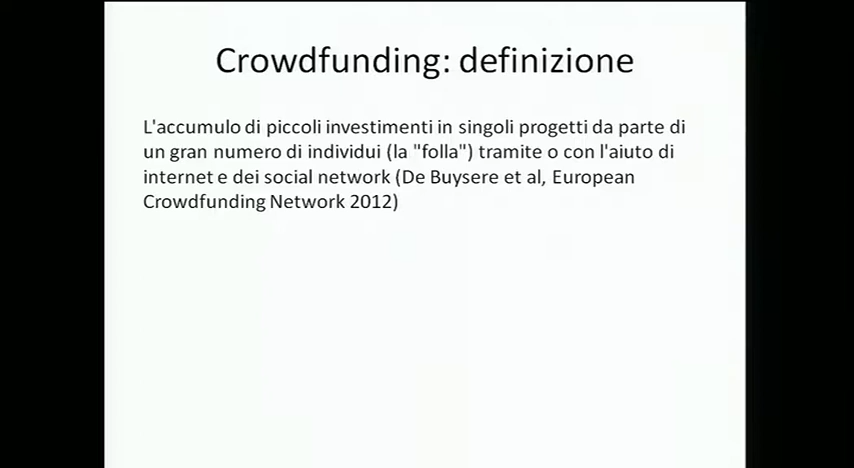 Crowdfunding: definizione
L'accumulo di piccoli investimenti in singoli progetti da parte di
un gran numero di individui (la "folla") tramite o con l'aiuto di
internet e dei social network (De Buysere et al, European
Crowdfunding Network 2012)